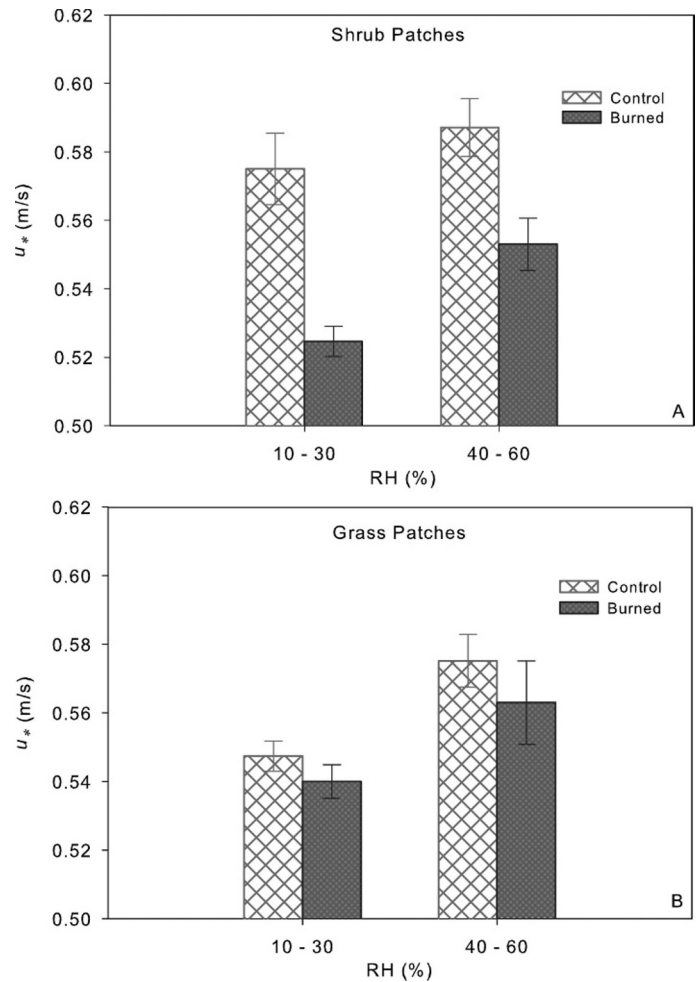 0.62
Shrub Patches
0.60
Control
Burned
0.58
0.56
0.54
0.52
0.50
u* (m/s)
A
10 - 30
40 - 60
RH (%)
0.62
Grass Patches
0.60
Control
Burned
0.58
0.56
0.54
0.52
0.50
u* (m/s)
B
10 - 30
40 - 60
RH (%)